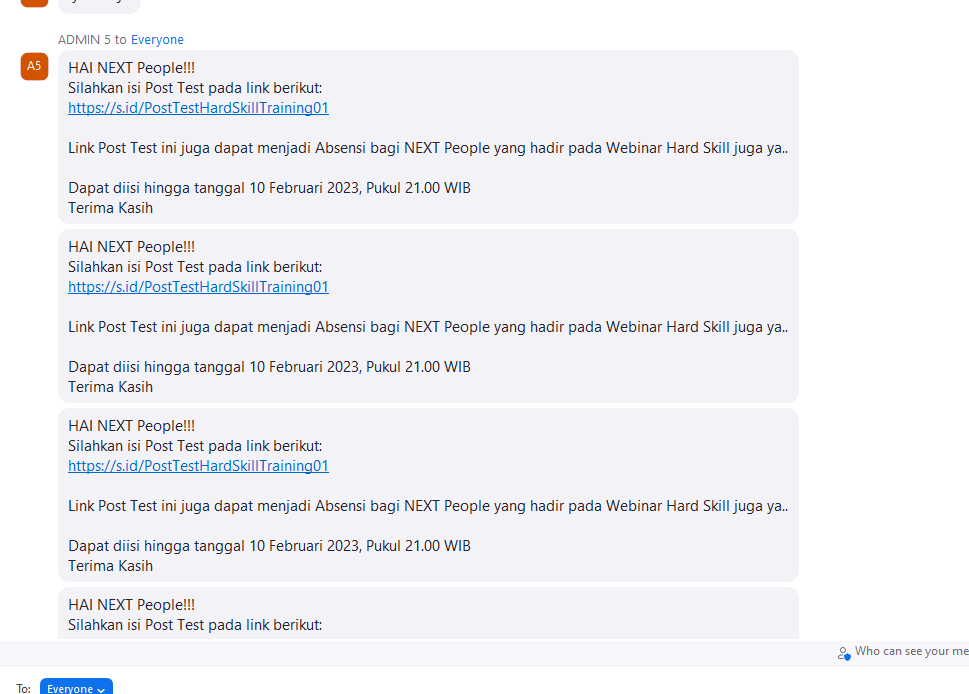 ADMIN 5 to Everyone
A5
HAI NEXT People!!!
Silahkan isi Post Test pada link berikut:
https://s.id/PostTestHardSkillTraining01
Link Post Test ini juga dapat menjadi Absensi bagi NEXT People yang hadir pada Webinar Hard Skill juga ya..
Dapat diisi hingga tanggal 10 Februari 2023, Pukul 21.00 WIB
Terima Kasih
HAI NEXT People!!!
Silahkan isi Post Test pada link berikut:
https://s.id/PostTestHardSkillTraining01
Link Post Test ini juga dapat menjadi Absensi bagi NEXT People yang hadir pada Webinar Hard Skill juga ya..
Dapat diisi hingga tanggal 10 Februari 2023, Pukul 21.00 WIB
Terima Kasih
HAI NEXT People!!!
Silahkan isi Post Test pada link berikut:
https://s.id/PostTestHardSkillTraining01
Link Post Test ini juga dapat menjadi Absensi bagi NEXT People yang hadir pada Webinar Hard Skill juga ya..
Dapat diisi hingga tanggal 10 Februari 2023, Pukul 21.00 WIB
Terima Kasih
HAI NEXT People!!!
Silahkan isi Post Test pada link berikut:
Who can see your me
To: Everyone